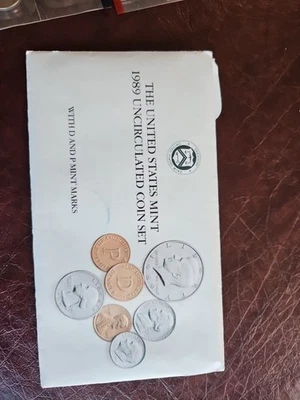 THE UNITED STATES MINT
1989 UNCIRCULATED COIN SET
WITH D AND P MINT MARKS
P
D